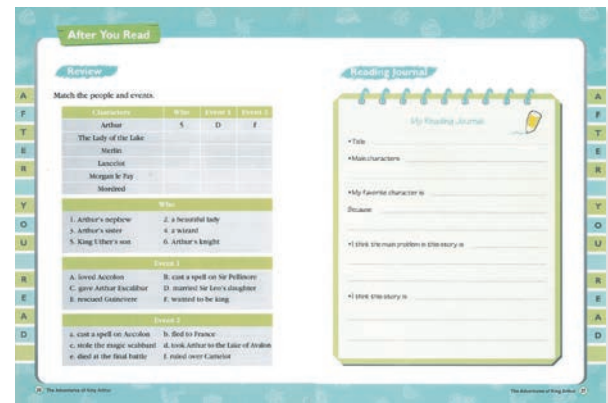 After You Read
Review
Match the people and events.
Characters Who Event 1 Event 2
Arthur 5 D f
The Lady of the Lake
Merlin
Lancelot
Morgan le Fay
Mordred
Who
1. Arthur's nephew 2. a beautiful lady
3. Arthur's sister 4. a wizard
5. King Uther's son 6. Arthur's knight
Event 1
A. loved Accolon B. cast a spell on Sir Pellinore
C. gave Arthur Excalibur D. married Sir Leo's daughter
E. rescued Guinevere F. wanted to be king
Event 2
a. cast a spell on Accolon b. fled to France
c. stole the magic scabbard d. took Arthur to the Lake of Avalon
e. died at the final battle f. ruled over Camelot
The Adventures of King Arthur
Reading Journal
My Reading Journal
•Title
•Main characters
•My favorite character is
Because
•I think the main problem in this story is
•I think this story is
The Adventures of King Arthur
A
F
T
E
R
Y
O
U
R
E
A
D
A
F
T
E
R
Y
O
U
R
E
A
D